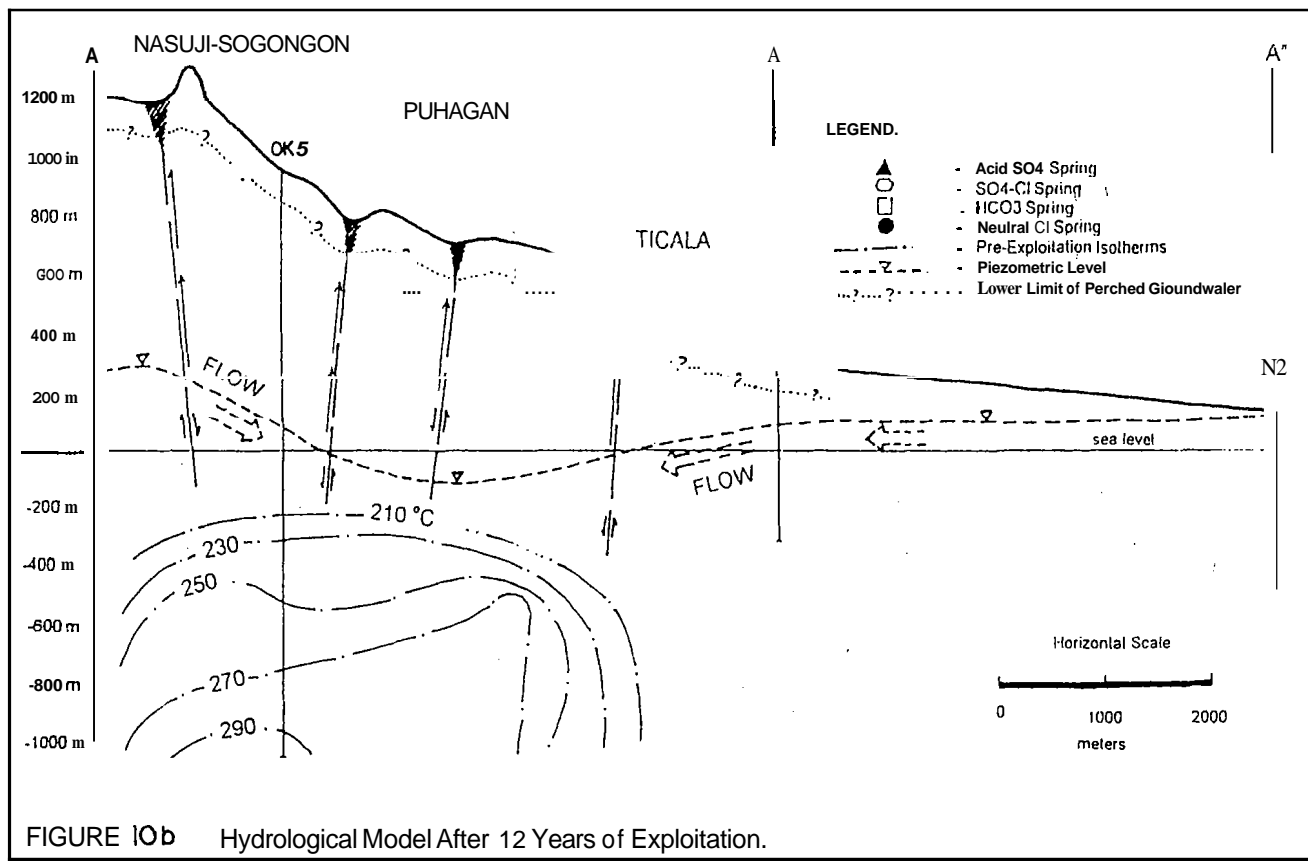 NASUJI-SOGONGON
A
A
A"
1200 m
PUHAGAN
LEGEND.
OK5
1000 in
Acid SO4 Spring
SO4-Cl Spring
HCO3 Spring
800 m
Neulral Cl Spring
TICALA
Pre-Exploitation Isotherms
600 m
Piezometric Level
Lower Limit of Perched Gioundwaler
400 m
FLOW
N2
200 m
sea level
FLOW
-200 m
210 °C
230
-400 m
250
-600 m
Horizontal Scale
270
-800 m
0 1000 2000
290
meters
-1000 m
FIGURE 10b Hydrological Model After 12 Years of Exploitation.